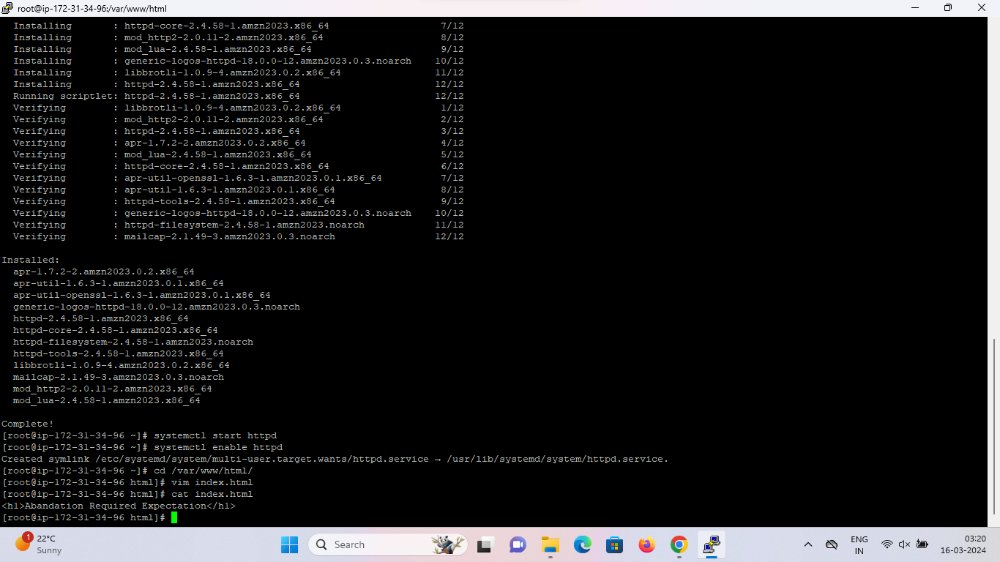 root@ip-172-31-34-96:/var/www/html
Installing : httpd-core-2.4.58-1.amzn2023.x86_64 7/12
Installing : mod_http2-2.0.11-2.amzn2023.x86_64 8/12
Installing : mod_lua-2.4.58-1.amzn2023.x86_64 9/12
Installing : generic-logos-httpd-18.0.0-12.amzn2023.0.3.noarch 10/12
Installing : libbrotli-1.0.9-4.amzn2023.0.2.x86_64 11/12
Installing : httpd-2.4.58-1.amzn2023.x86_64 12/12
Running scriptlet: httpd-2.4.58-1.amzn2023.x86_64 12/12
Verifying : libbrotli-1.0.9-4.amzn2023.0.2.x86_64 1/12
Verifying : mod_http2-2.0.11-2.amzn2023.x86_64 2/12
Verifying : httpd-2.4.58-1.amzn2023.x86_64 3/12
Verifying : apr-1.7.2-2.amzn2023.0.2.x86_64 4/12
Verifying : mod_lua-2.4.58-1.amzn2023.x86_64 5/12
Verifying : httpd-core-2.4.58-1.amzn2023.x86_64 6/12
Verifying : apr-util-openssl-1.6.3-1.amzn2023.0.1.x86_64 7/12
Verifying : apr-util-1.6.3-1.amzn2023.0.1.x86_64 8/12
Verifying : httpd-tools-2.4.58-1.amzn2023.x86_64 9/12
Verifying : generic-logos-httpd-18.0.0-12.amzn2023.0.3.noarch 10/12
Verifying : httpd-filesystem-2.4.58-1.amzn2023.noarch 11/12
Verifying : mailcap-2.1.49-3.amzn2023.0.3.noarch 12/12
Installed:
apr-1.7.2-2.amzn2023.0.2.x86_64
apr-util-1.6.3-1.amzn2023.0.1.x86_64
apr-util-openssl-1.6.3-1.amzn2023.0.1.x86_64
generic-logos-httpd-18.0.0-12.amzn2023.0.3.noarch
httpd-2.4.58-1.amzn2023.x86_64
httpd-core-2.4.58-1.amzn2023.x86_64
httpd-filesystem-2.4.58-1.amzn2023.noarch
httpd-tools-2.4.58-1.amzn2023.x86_64
libbrotli-1.0.9-4.amzn2023.0.2.x86_64
mailcap-2.1.49-3.amzn2023.0.3.noarch
mod_http2-2.0.11-2.amzn2023.x86_64
mod_lua-2.4.58-1.amzn2023.x86_64
Complete!
[root@ip-172-31-34-96 ~]# systemctl start httpd
[root@ip-172-31-34-96 ~]# systemctl enable httpd
Created symlink /etc/systemd/system/multi-user.target.wants/httpd.service → /usr/lib/systemd/system/httpd.service.
[root@ip-172-31-34-96 ~]# cd /var/www/html/
[root@ip-172-31-34-96 html]# vim index.html
[root@ip-172-31-34-96 html]# cat index.html
<h1>Abandation Required Expectation</h1>
[root@ip-172-31-34-96 html]#
1
22°C
Sunny
Search
ENG
IN
03:20
16-03-2024